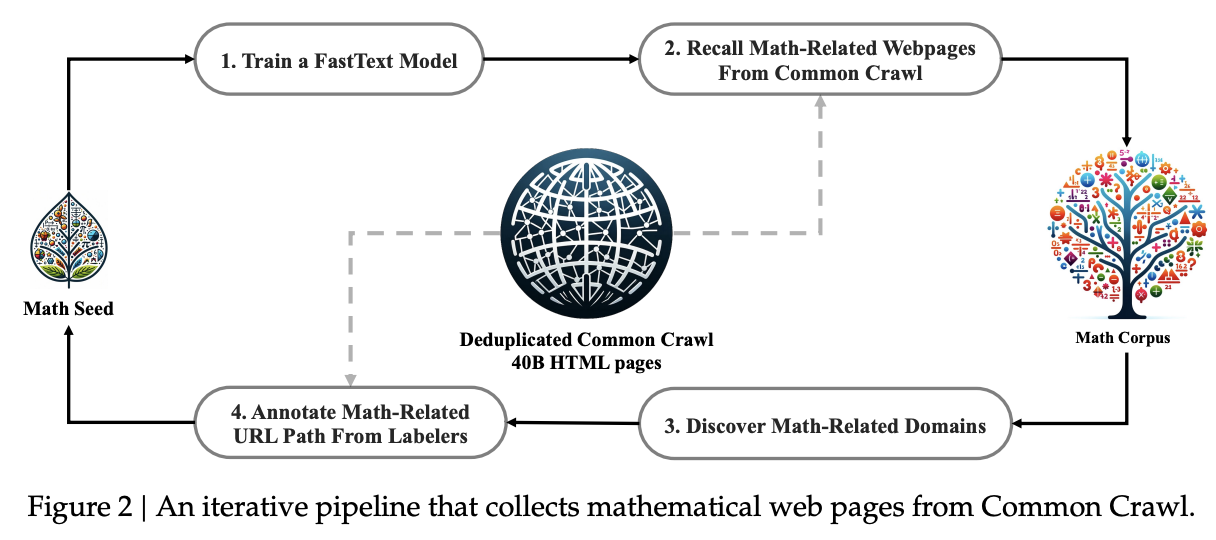 1. Train a FastText Model
2. Recall Math-Related Webpages
From Common Crawl
Math Seed
Deduplicated Common Crawl
40B HTML pages
Math Corpus
4. Annotate Math-Related
URL Path From Labelers
3. Discover Math-Related Domains
Figure 2 | An iterative pipeline that collects mathematical web pages from Common Crawl.